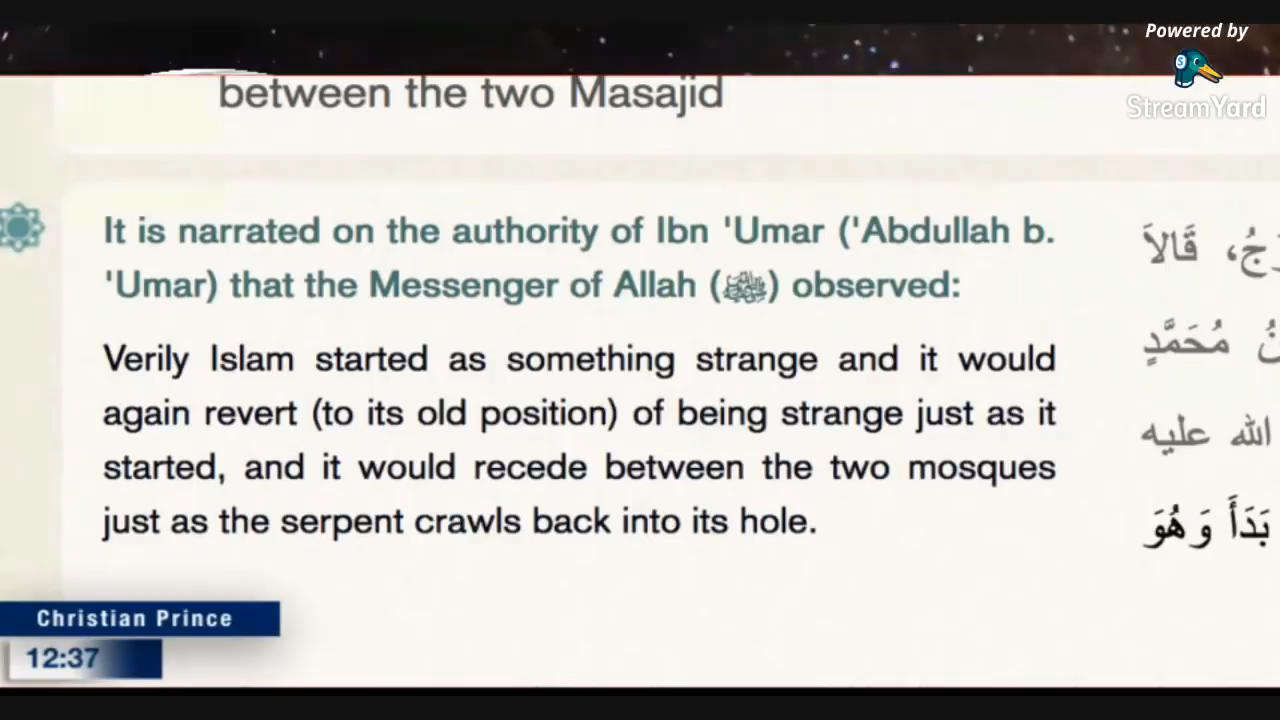 Powered by
StreamYard
between the two Masajid
It is narrated on the authority of Ibn 'Umar ('Abdullah b.
'Umar) that the Messenger of Allah (ﷺ) observed:
Verily Islam started as something strange and it would
again revert (to its old position) of being strange just as it
started, and it would recede between the two mosques
just as the serpent crawls back into its hole.
قَالاَ
مُحَمَّدٍ
الله عليه
بَدَأَ وَهُوَ
Christian Prince
12:37